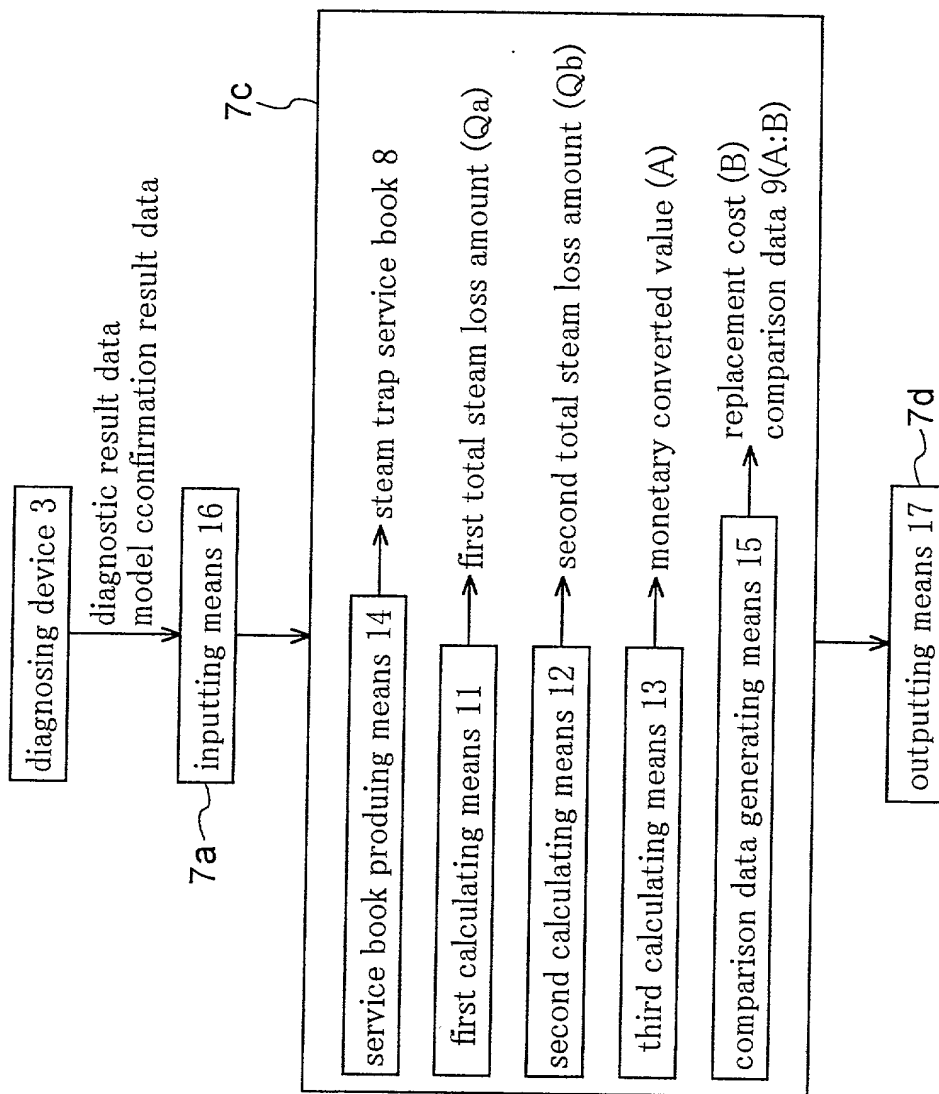 diagnosing device 3
diagnostic result data
model ccnfirmation result data
inputting means 16
7a
7c
service book produing means 14
steam trap service book 8
first calculating means 11
first total steam loss amount (Qa)
second calculating means 12
second total steam loss amount (Qb)
third calculating means 13
monetary converted value (A)
comparison data generating means 15
replacement cost (B)
comparison data 9(A:B)
outputting means 17
7d